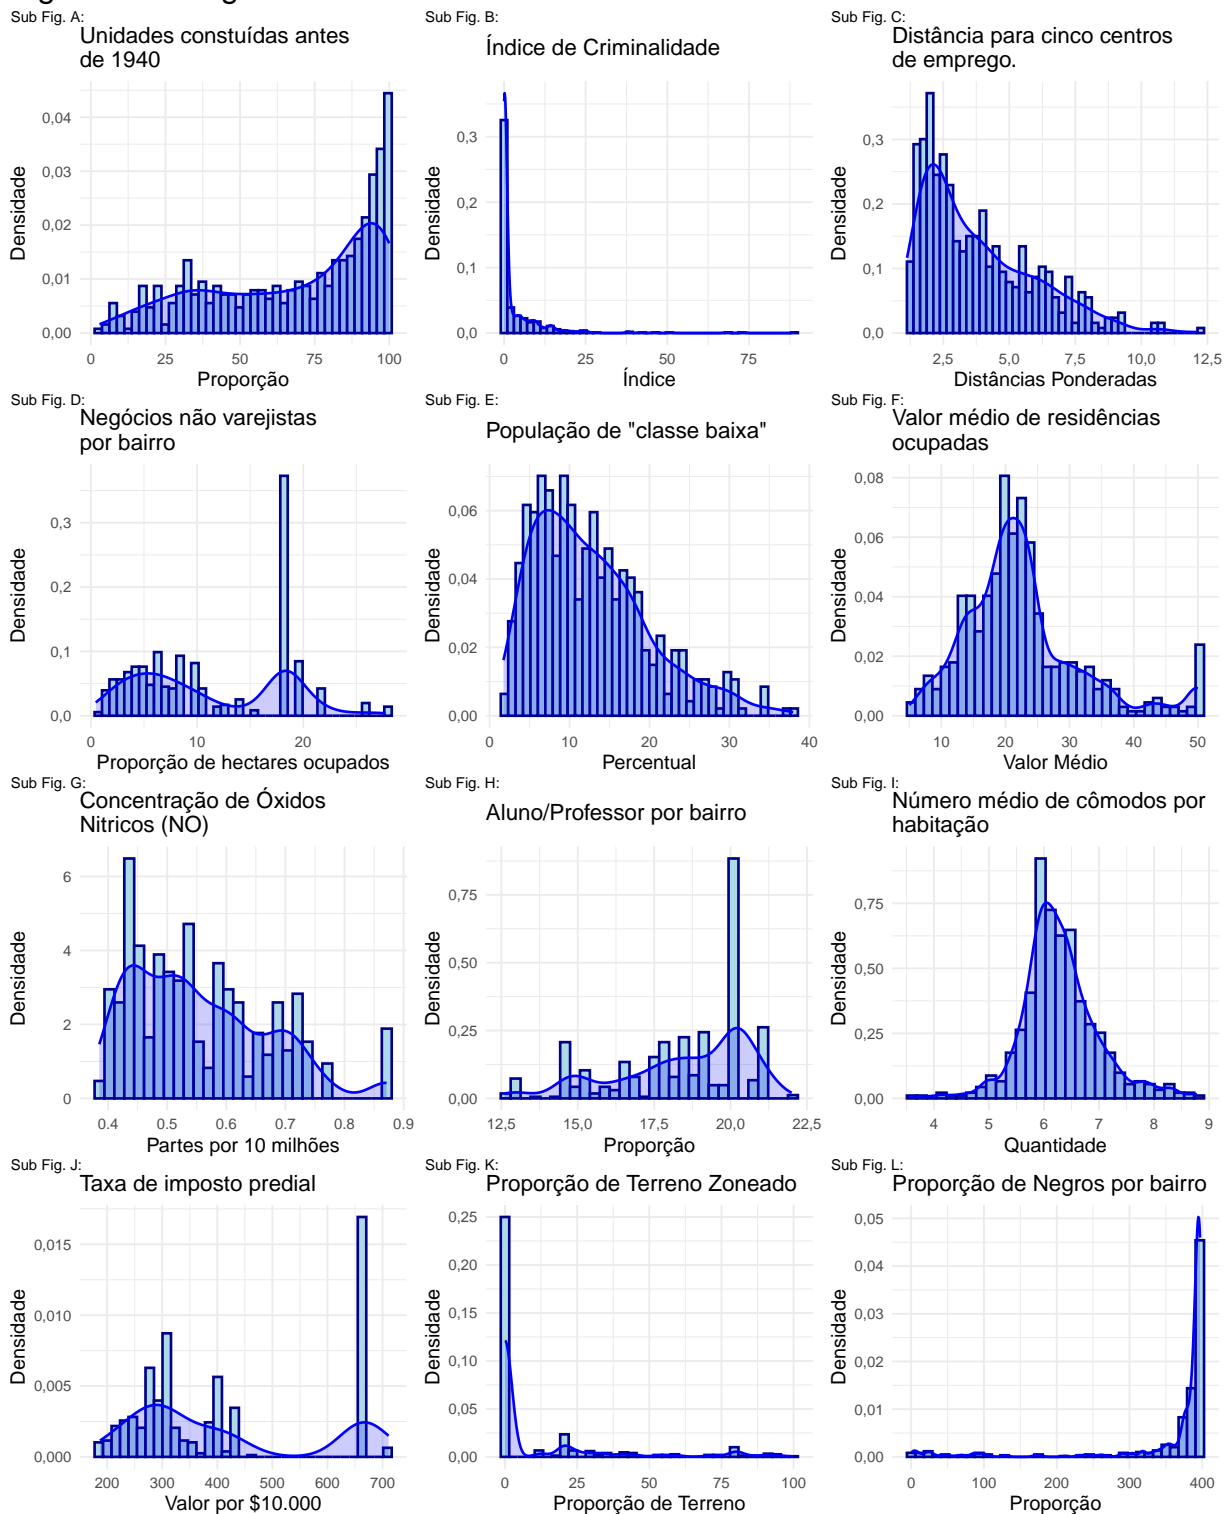 Sub Fig. A:
Unidades constuídas antes
de 1940
Densidade
0,04
0,03
0,02
0,01
0,00
0 25 50 75 100
Proporção
Sub Fig. B:
Índice de Criminalidade
Densidade
0,3
0,2
0,1
0,0
0 25 50 75
Índice
Sub Fig. C:
Distância para cinco centros
de emprego.
Densidade
0,3
0,2
0,1
0,0
2,5 5,0 7,5 10,0 12,5
Distâncias Ponderadas
Sub Fig. D:
Negócios não varejistas
por bairro
Densidade
0,3
0,2
0,1
0,0
0 10 20
Proporção de hectares ocupados
Sub Fig. E:
População de "classe baixa"
Densidade
0,06
0,04
0,02
0,00
0 10 20 30 40
Percentual
Sub Fig. F:
Valor médio de residências
ocupadas
Densidade
0,08
0,06
0,04
0,02
0,00
10 20 30 40 50
Valor Médio
Sub Fig. G:
Concentração de Óxidos
Nitricos (NO)
Densidade
6
4
2
0
0.4 0.5 0.6 0.7 0.8 0.9
Partes por 10 milhões
Sub Fig. H:
Aluno/Professor por bairro
Densidade
0,75
0,50
0,25
0,00
12,5 15,0 17,5 20,0 22,5
Proporção
Sub Fig. I:
Número médio de cômodos por
habitação
Densidade
0,75
0,50
0,25
0,00
4 5 6 7 8 9
Quantidade
Sub Fig. J:
Taxa de imposto predial
Densidade
0,015
0,010
0,005
0,000
200 300 400 500 600 700
Valor por $10.000
Sub Fig. K:
Proporção de Terreno Zoneado
Densidade
0,25
0,20
0,15
0,10
0,05
0,00
0 25 50 75 100
Proporção de Terreno
Sub Fig. L:
Proporção de Negros por bairro
Densidade
0,05
0,04
0,03
0,02
0,01
0,00
0 100 200 300 400
Proporção